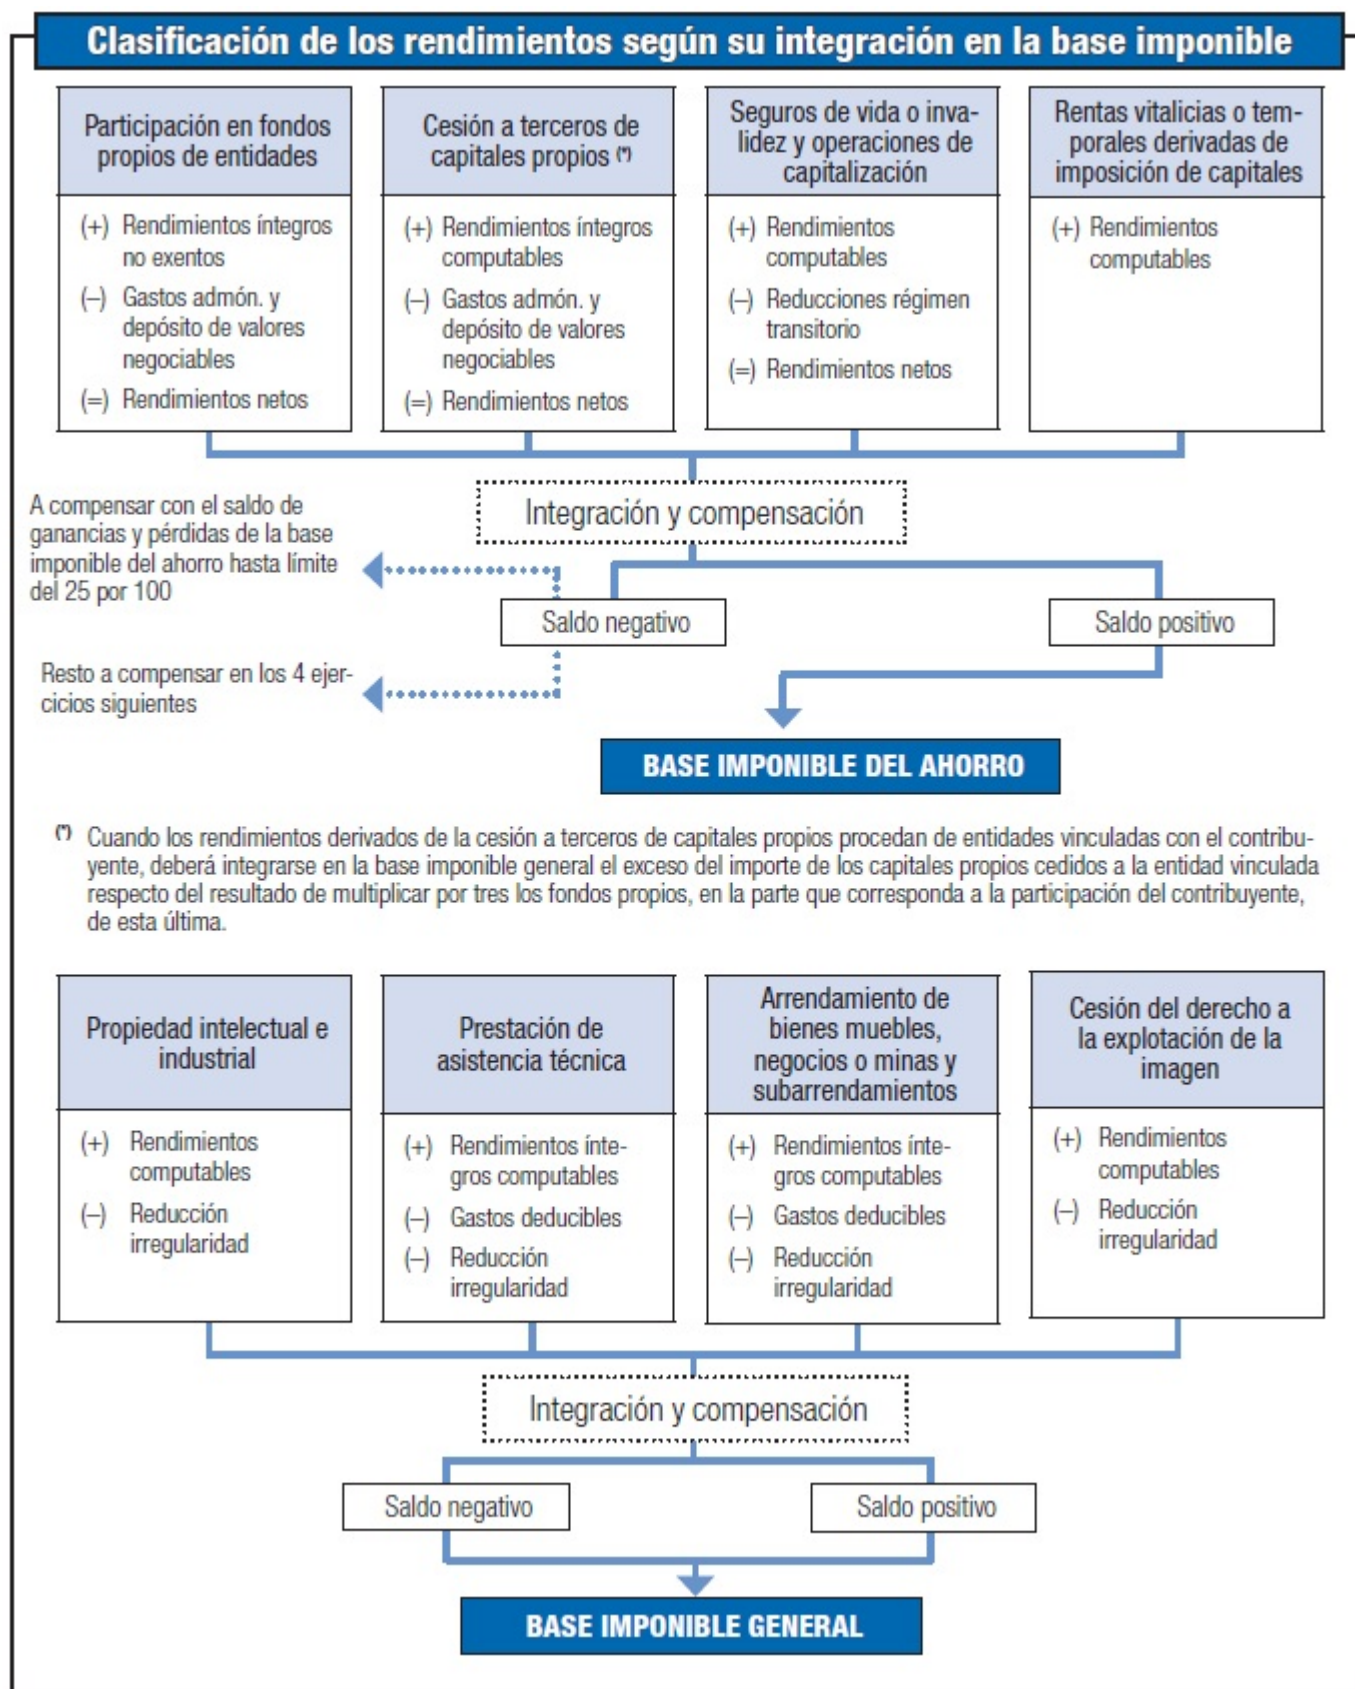 Clasificación de los rendimientos según su integración en la base imponible
Participación en fondos
propios de entidades
(+) Rendimientos íntegros
no exentos
(–) Gastos admón. y
depósito de valores
negociables
(=) Rendimientos netos
Cesión a terceros de
capitales propios (*)
(+) Rendimientos íntegros
computables
(–) Gastos admón. y
depósito de valores
negociables
(=) Rendimientos netos
Seguros de vida o inva-
lidez y operaciones de
capitalización
(+) Rendimientos
computables
(–) Reducciones régimen
transitorio
(=) Rendimientos netos
Rentas vitalicias o tem-
porales derivadas de
imposición de capitales
(+) Rendimientos
computables
Integración y compensación
A compensar con el saldo de
ganancias y pérdidas de la base
imponible del ahorro hasta límite
del 25 por 100
Saldo negativo
Saldo positivo
Resto a compensar en los 4 ejer-
cicios siguientes
BASE IMPONIBLE DEL AHORRO
(*) Cuando los rendimientos derivados de la cesión a terceros de capitales propios procedan de entidades vinculadas con el contribu-
yente, deberá integrarse en la base imponible general el exceso del importe de los capitales propios cedidos a la entidad vinculada
respecto del resultado de multiplicar por tres los fondos propios, en la parte que corresponda a la participación del contribuyente,
de esta última.
Propiedad intelectual e
industrial
(+) Rendimientos
computables
(–) Reducción
irregularidad
Prestación de
asistencia técnica
(+) Rendimientos ínte-
gros computables
(–) Gastos deducibles
(–) Reducción
irregularidad
Arrendamiento de
bienes muebles,
negocios o minas y
subarrendamientos
(+) Rendimientos ínte-
gros computables
(–) Gastos deducibles
(–) Reducción
irregularidad
Cesión del derecho a
la explotación de la
imagen
(+) Rendimientos
computables
(–) Reducción
irregularidad
Integración y compensación
Saldo negativo
Saldo positivo
BASE IMPONIBLE GENERAL